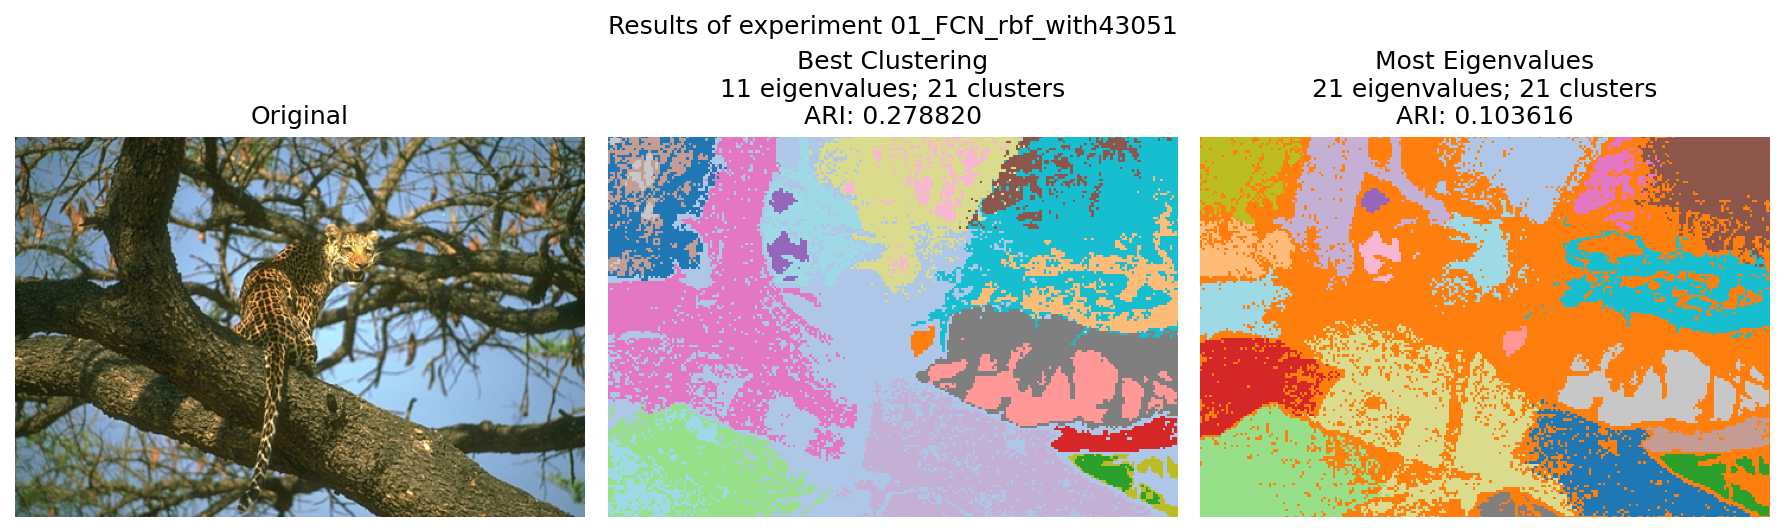 Results of experiment 01_FCN_rbf_with43051
Original
Best Clustering
11 eigenvalues; 21 clusters
ARI: 0.278820
Most Eigenvalues
21 eigenvalues; 21 clusters
ARI: 0.103616